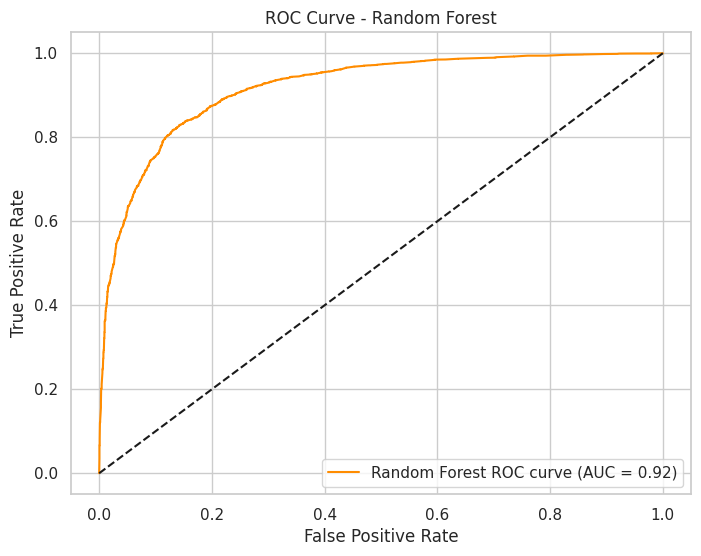 ROC Curve - Random Forest
1.0
0.8
0.6
0.4
0.2
0.0
True Positive Rate
Random Forest ROC curve (AUC = 0.92)
0.0 0.2 0.4 0.6 0.8 1.0
False Positive Rate